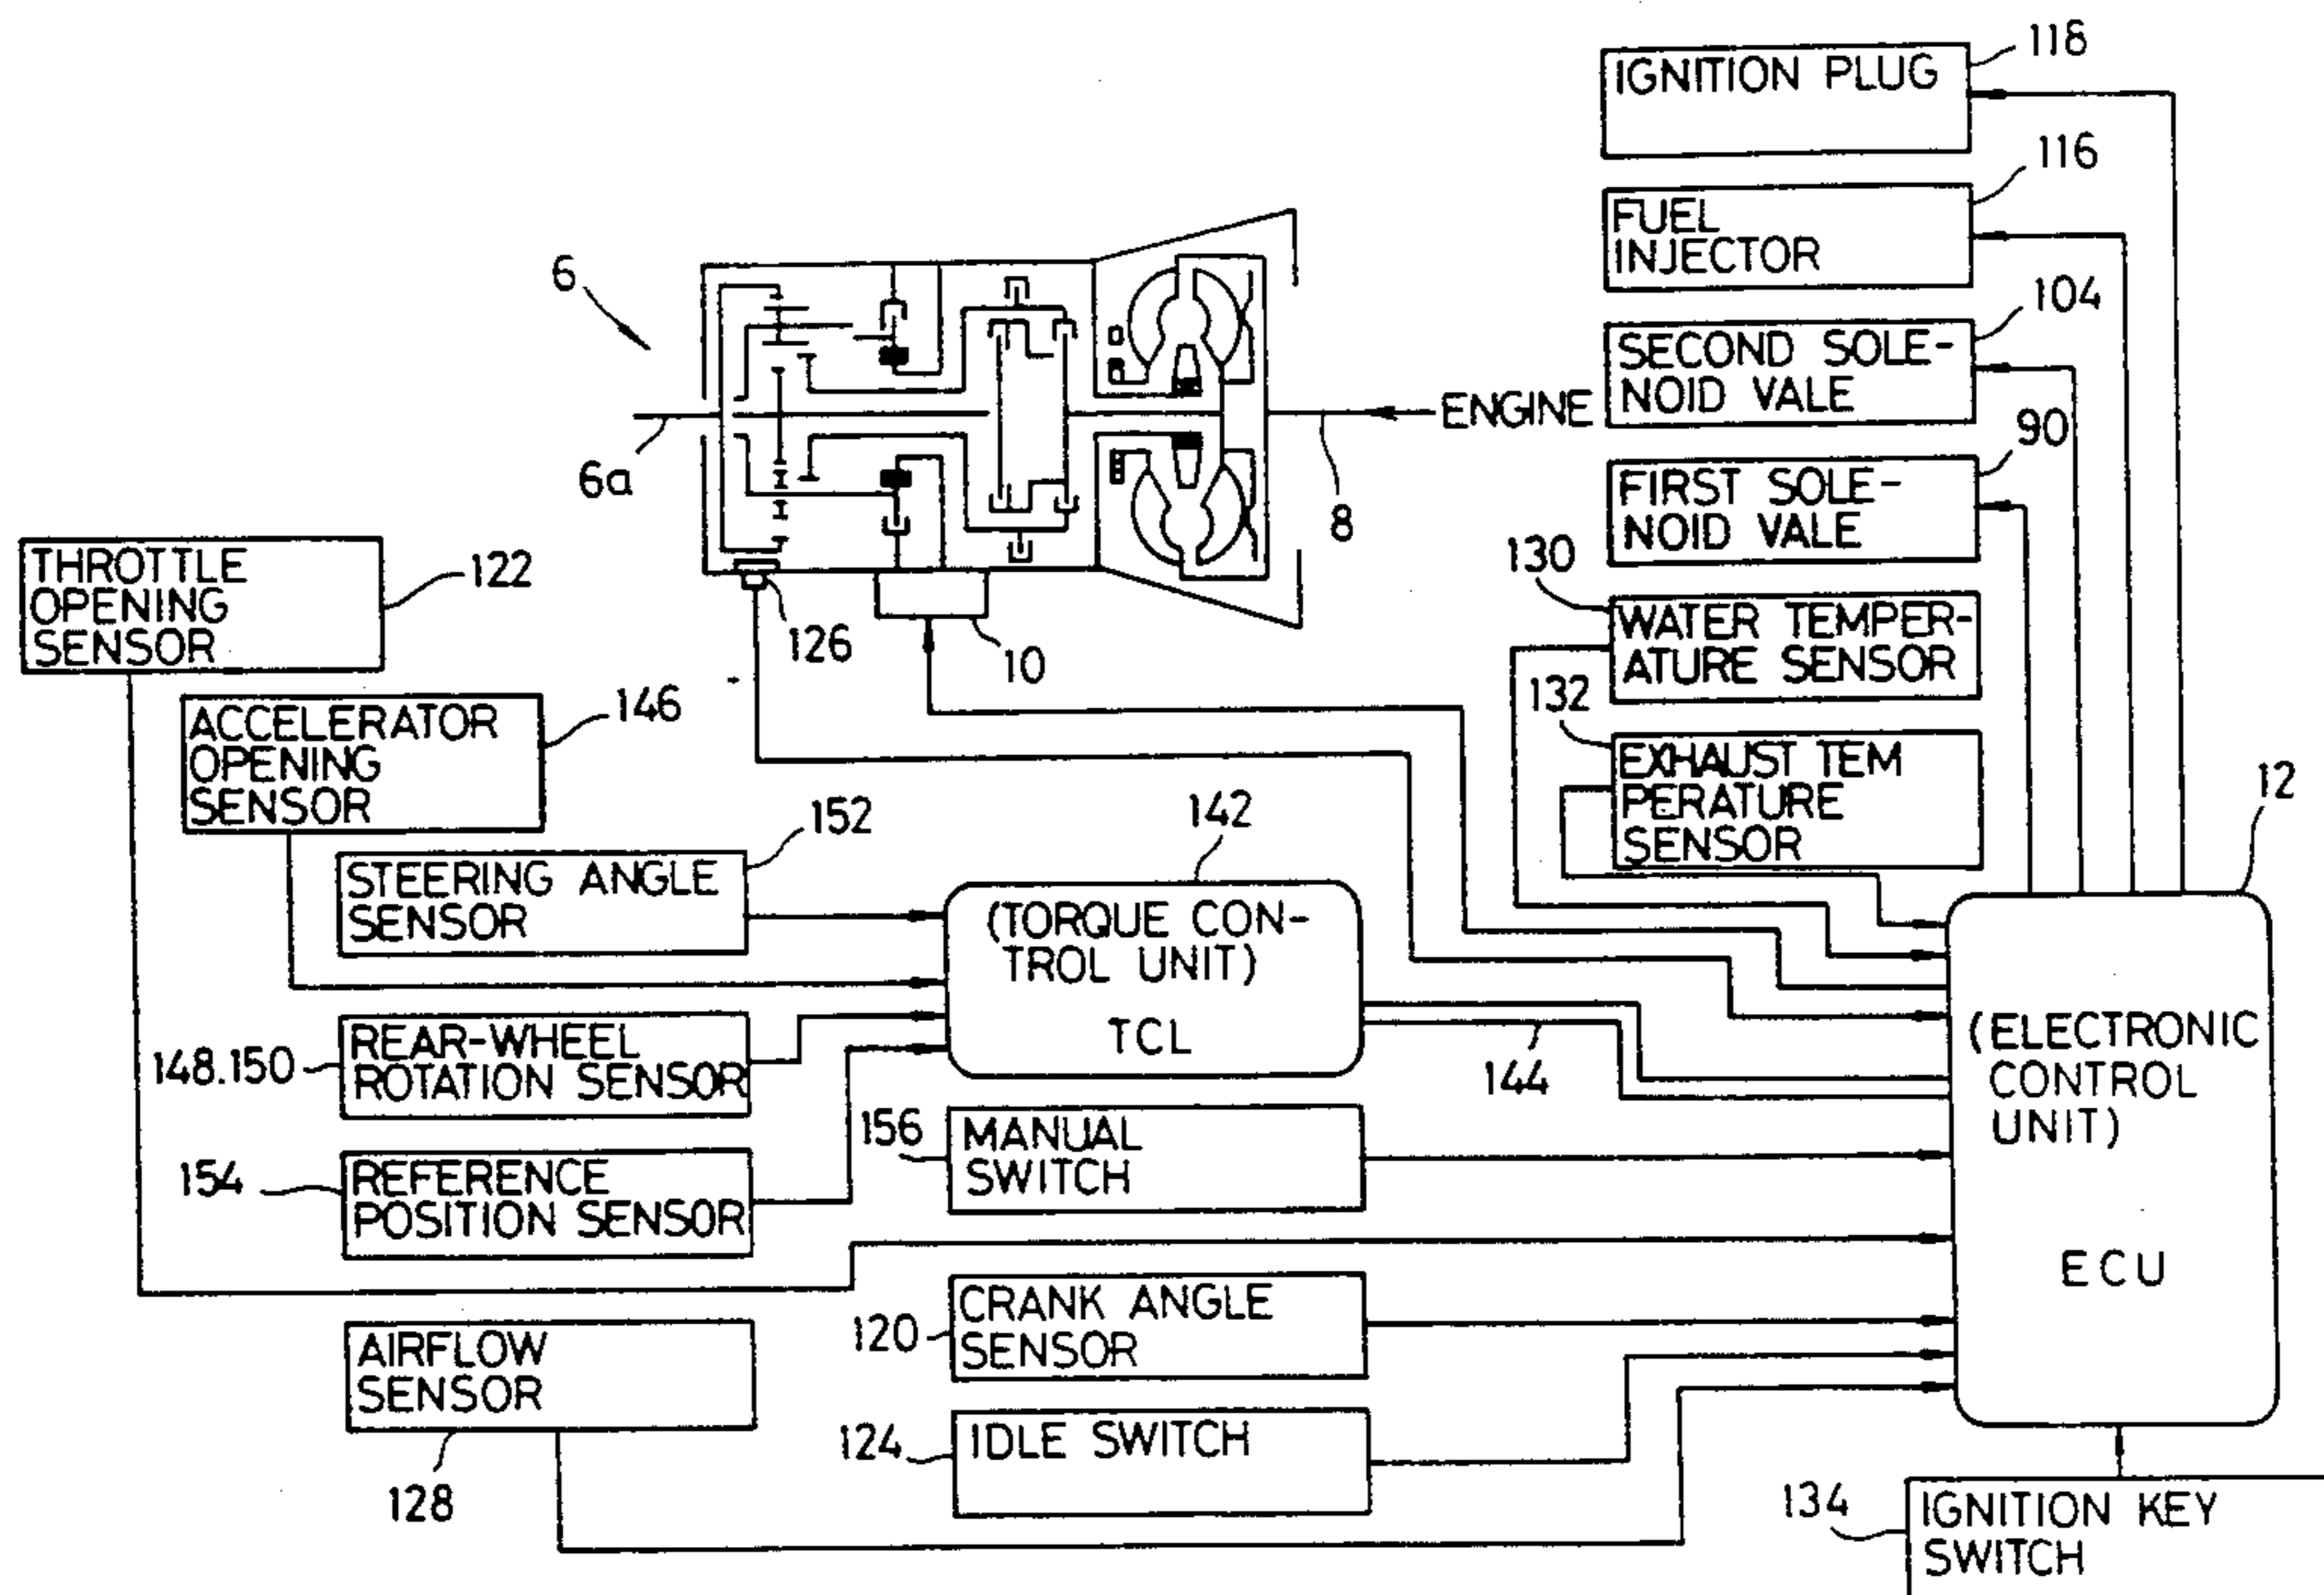 118
IGNITION PLUG
116
FUEL
INJECTOR
104
SECOND SOLE-
NOID VALE
90
FIRST SOLE-
NOID VALE
6
6a
ENGINE
8
126
10
130
WATER TEMPER-
ATURE SENSOR
132
EXHAUST TEM
PERATURE
SENSOR
12
THROTTLE
OPENING
SENSOR
122
ACCELERATOR
OPENING
SENSOR
146
STEERING ANGLE
SENSOR
152
142
(TORQUE CON-
TROL UNIT)
TCL
144
148.150
REAR-WHEEL
ROTATION SENSOR
154
REFERENCE
POSITION SENSOR
156
MANUAL
SWITCH
(ELECTRONIC
CONTROL
UNIT)
ECU
120
CRANK ANGLE
SENSOR
AIRFLOW
SENSOR
128
124
IDLE SWITCH
134
IGNITION KEY
SWITCH